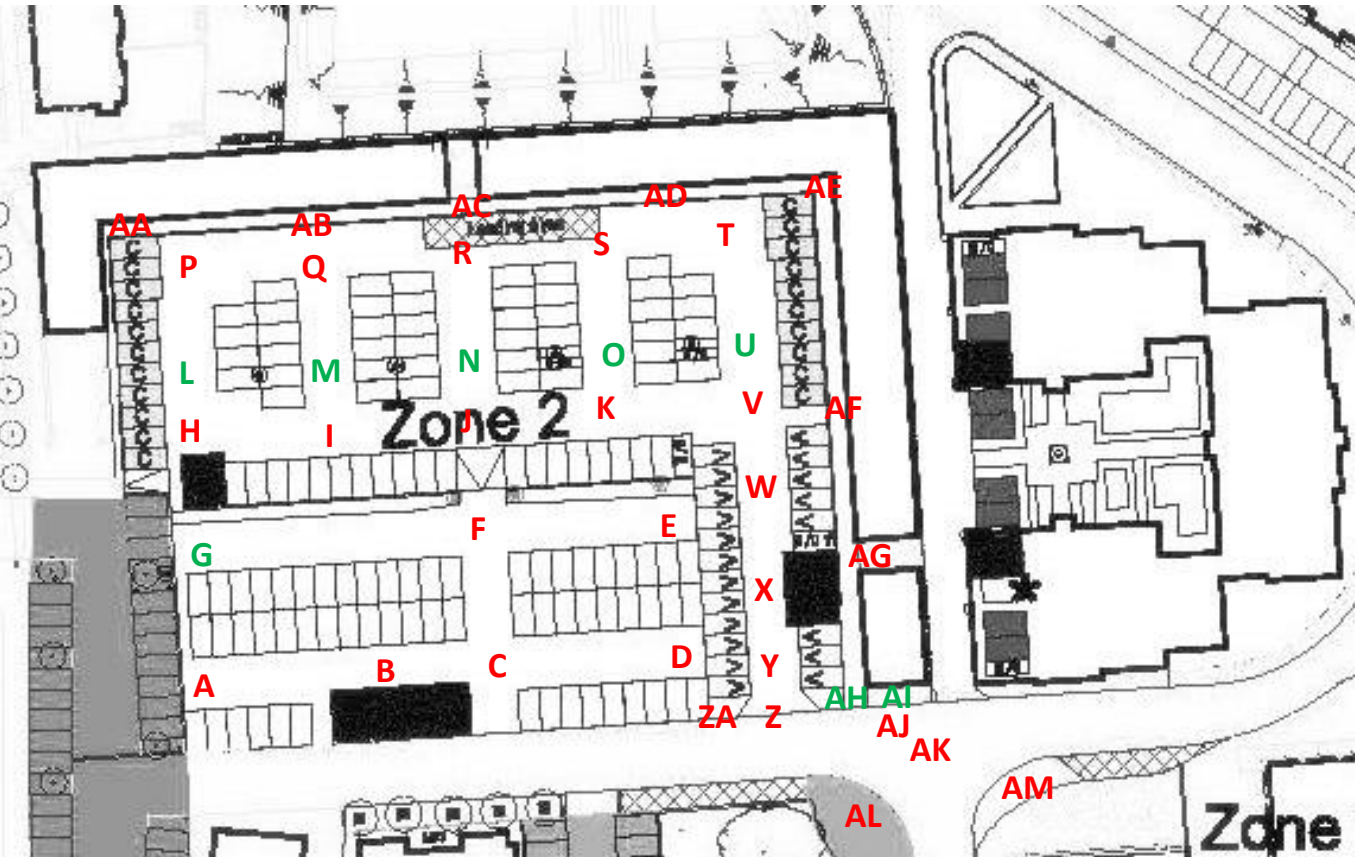 AE
AA AB AC AD
P Q R S T
L M N O U
H I J K V AF
Zone 2
W
G F E AG
X
A B C D Y
ZA Z AH AI
AJ
AK
AL AM
Zone